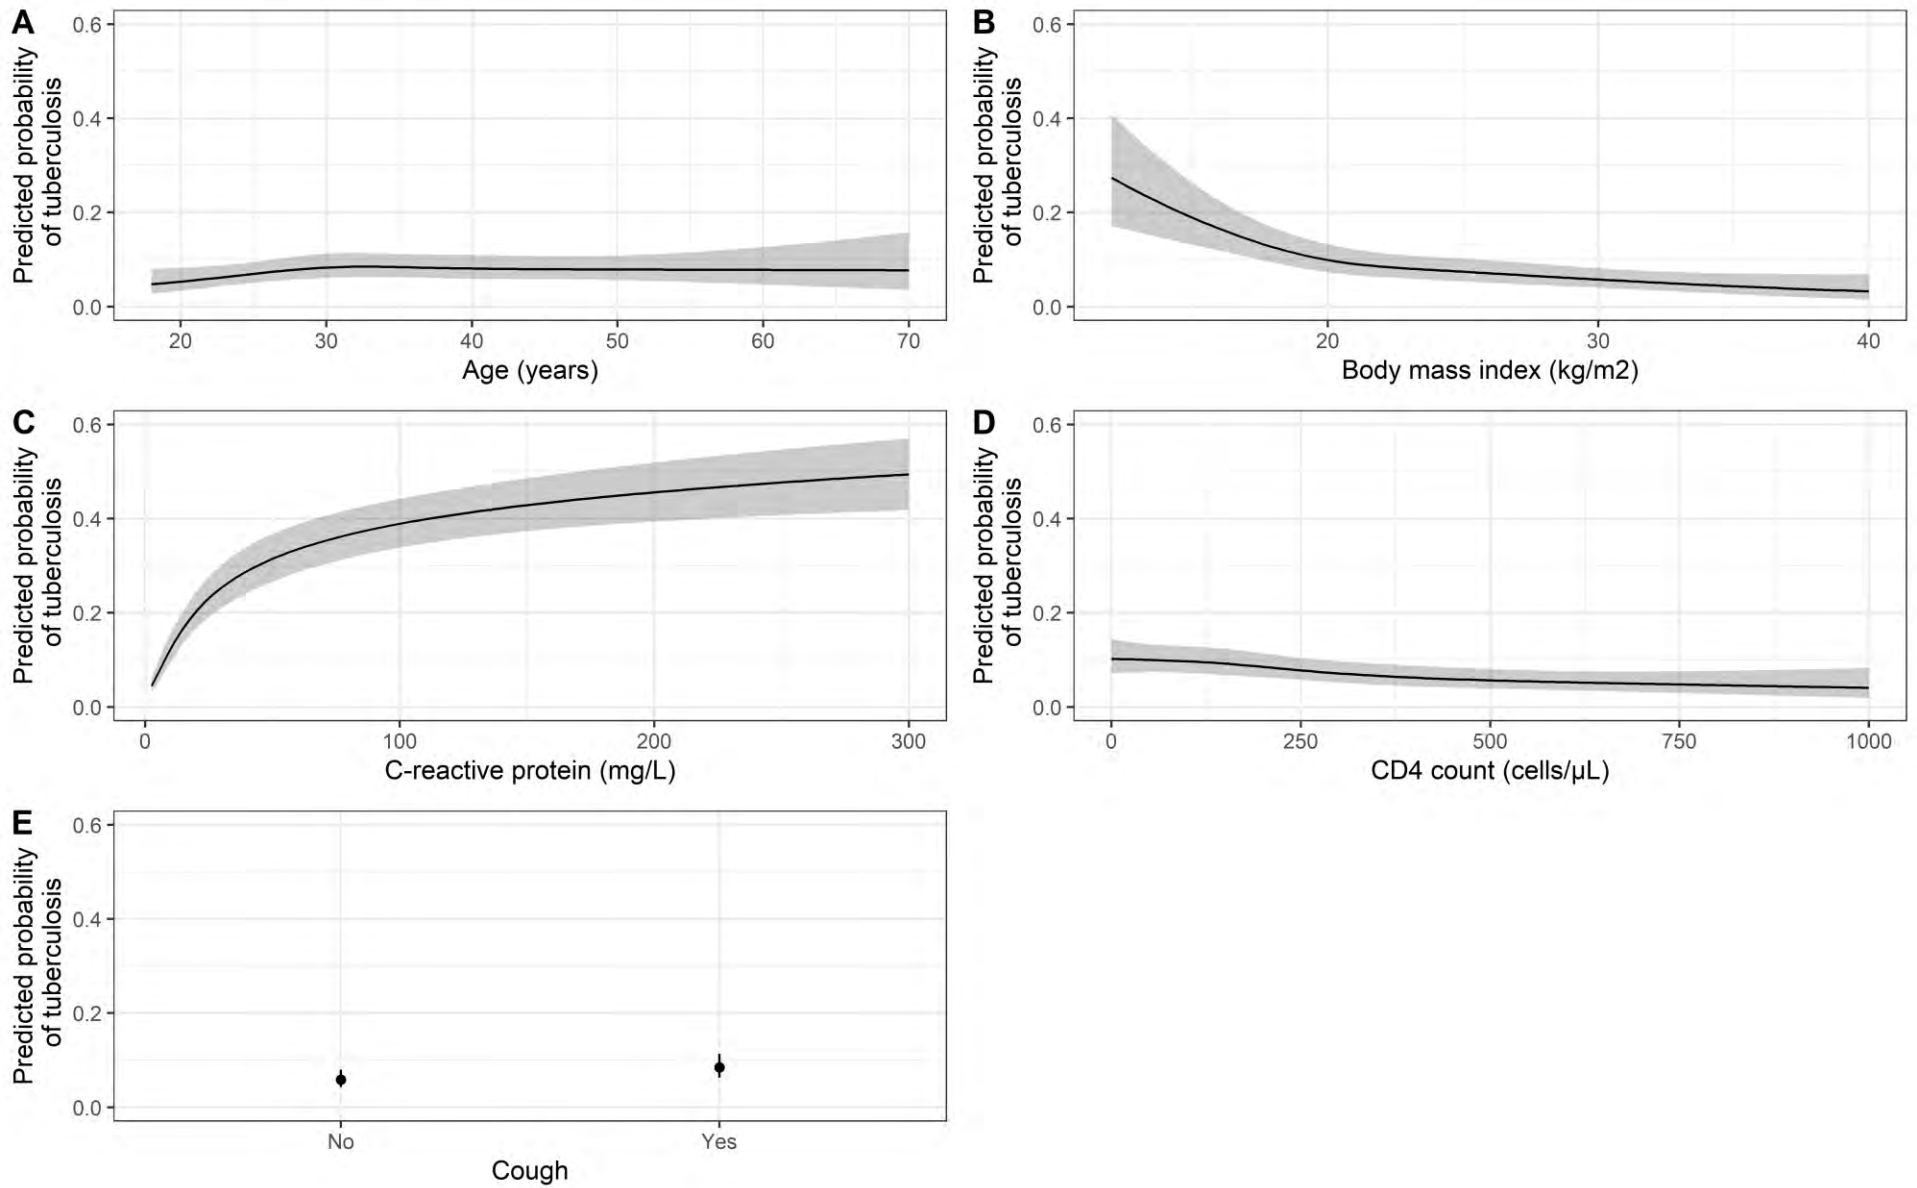 A
Predicted probability
of tuberculosis
0.6
0.4
0.2
0.0
20 30 40 50 60 70
Age (years)
B
Predicted probability
of tuberculosis
0.6
0.4
0.2
0.0
20 30 40
Body mass index (kg/m2)
C
Predicted probability
of tuberculosis
0.6
0.4
0.2
0.0
0 100 200 300
C-reactive protein (mg/L)
D
Predicted probability
of tuberculosis
0.6
0.4
0.2
0.0
0 250 500 750 1000
CD4 count (cells/µL)
E
Predicted probability
of tuberculosis
0.6
0.4
0.2
0.0
No Yes
Cough